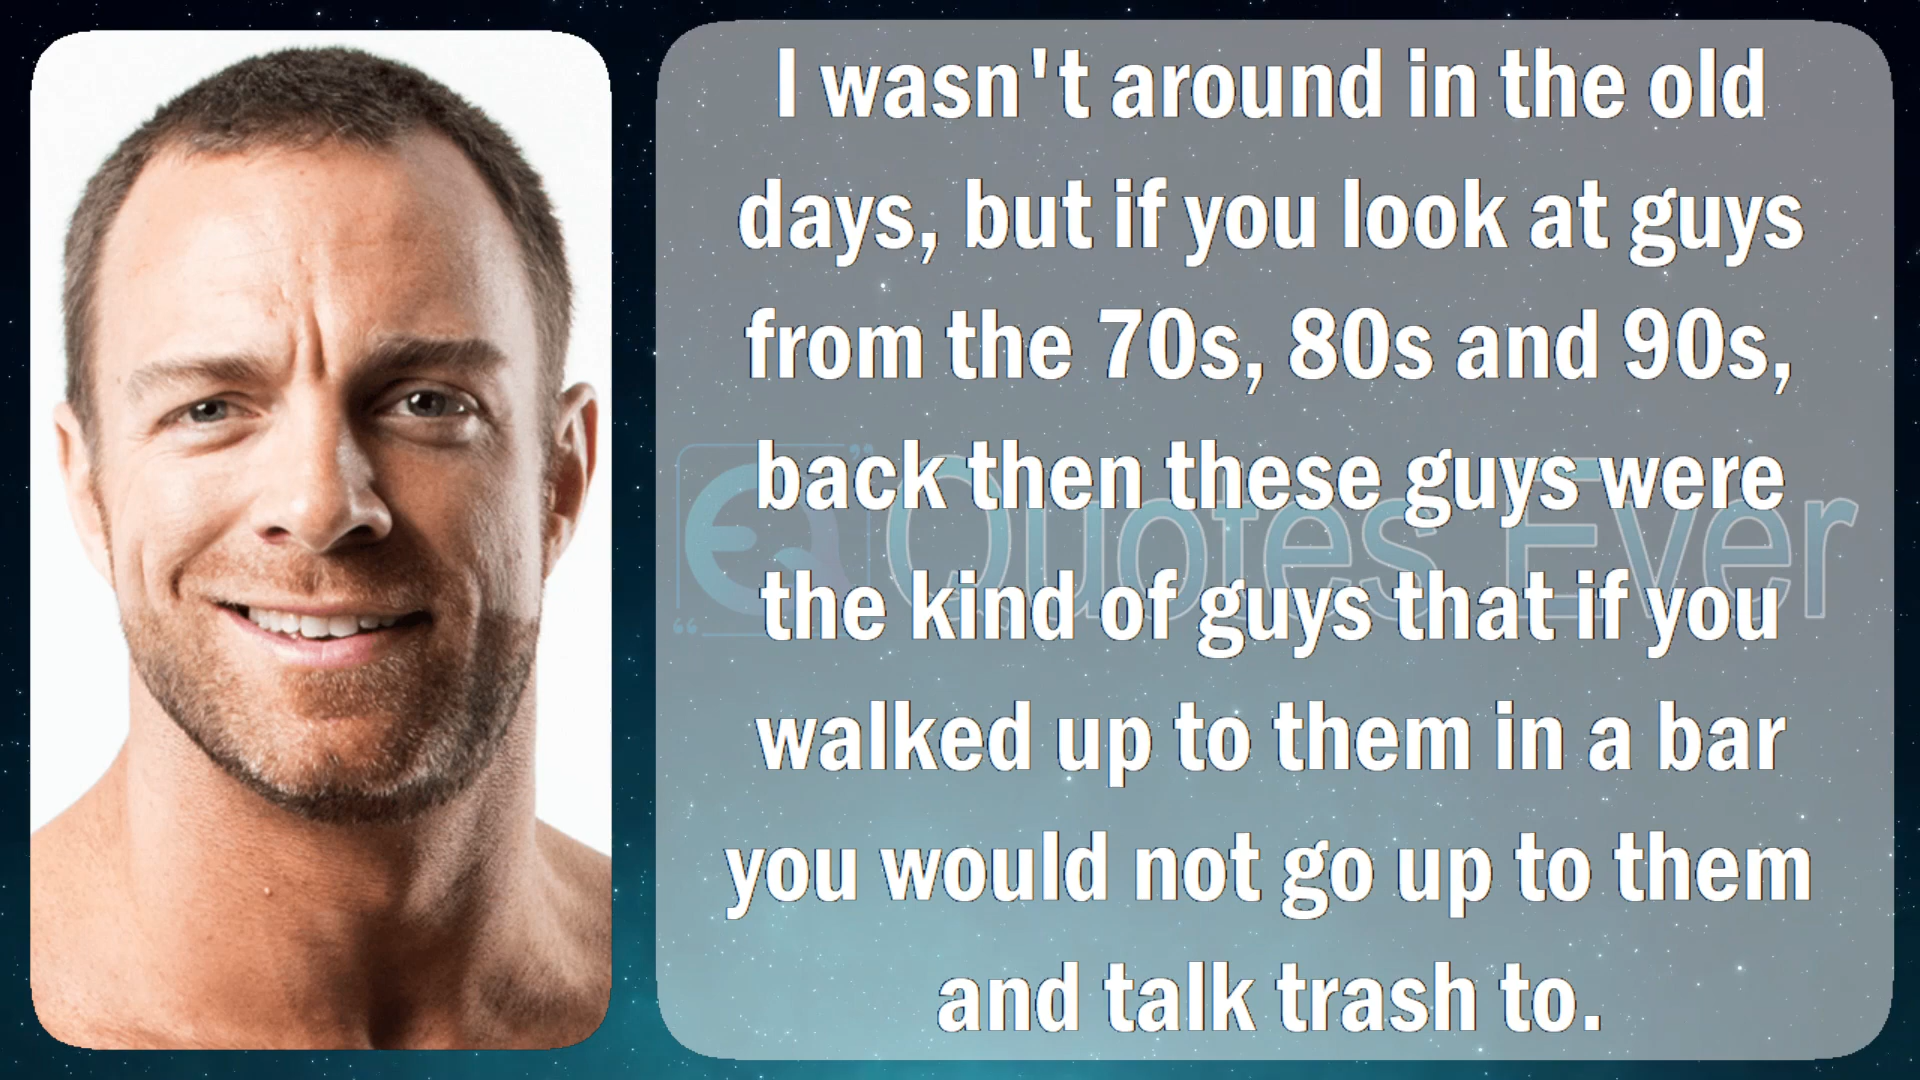 I wasn't around in the old
days, but if you look at guys
from the 70s, 80s and 90s,
back then these guys were
Quotes Ever
the kind of guys that if you
walked up to them in a bar
you would not go up to them
and talk trash to.